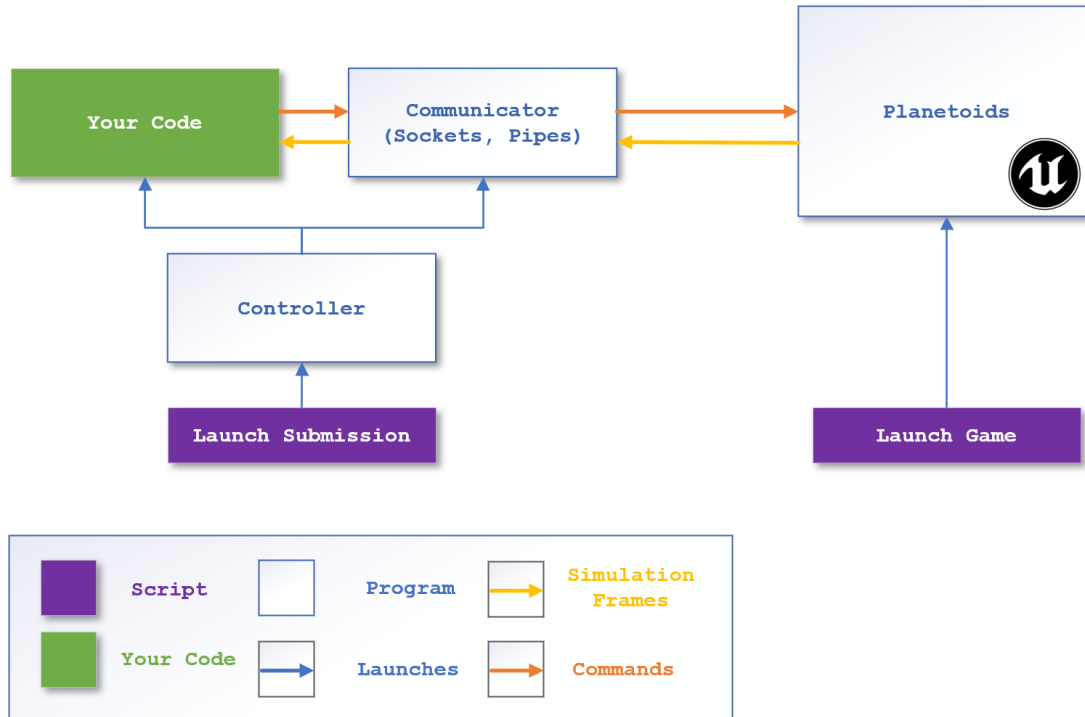 Your Code
Communicator
(Sockets, Pipes)
Planetoids
Controller
Launch Submission
Launch Game
Script
Program
Simulation
Frames
Your Code
Launches
Commands